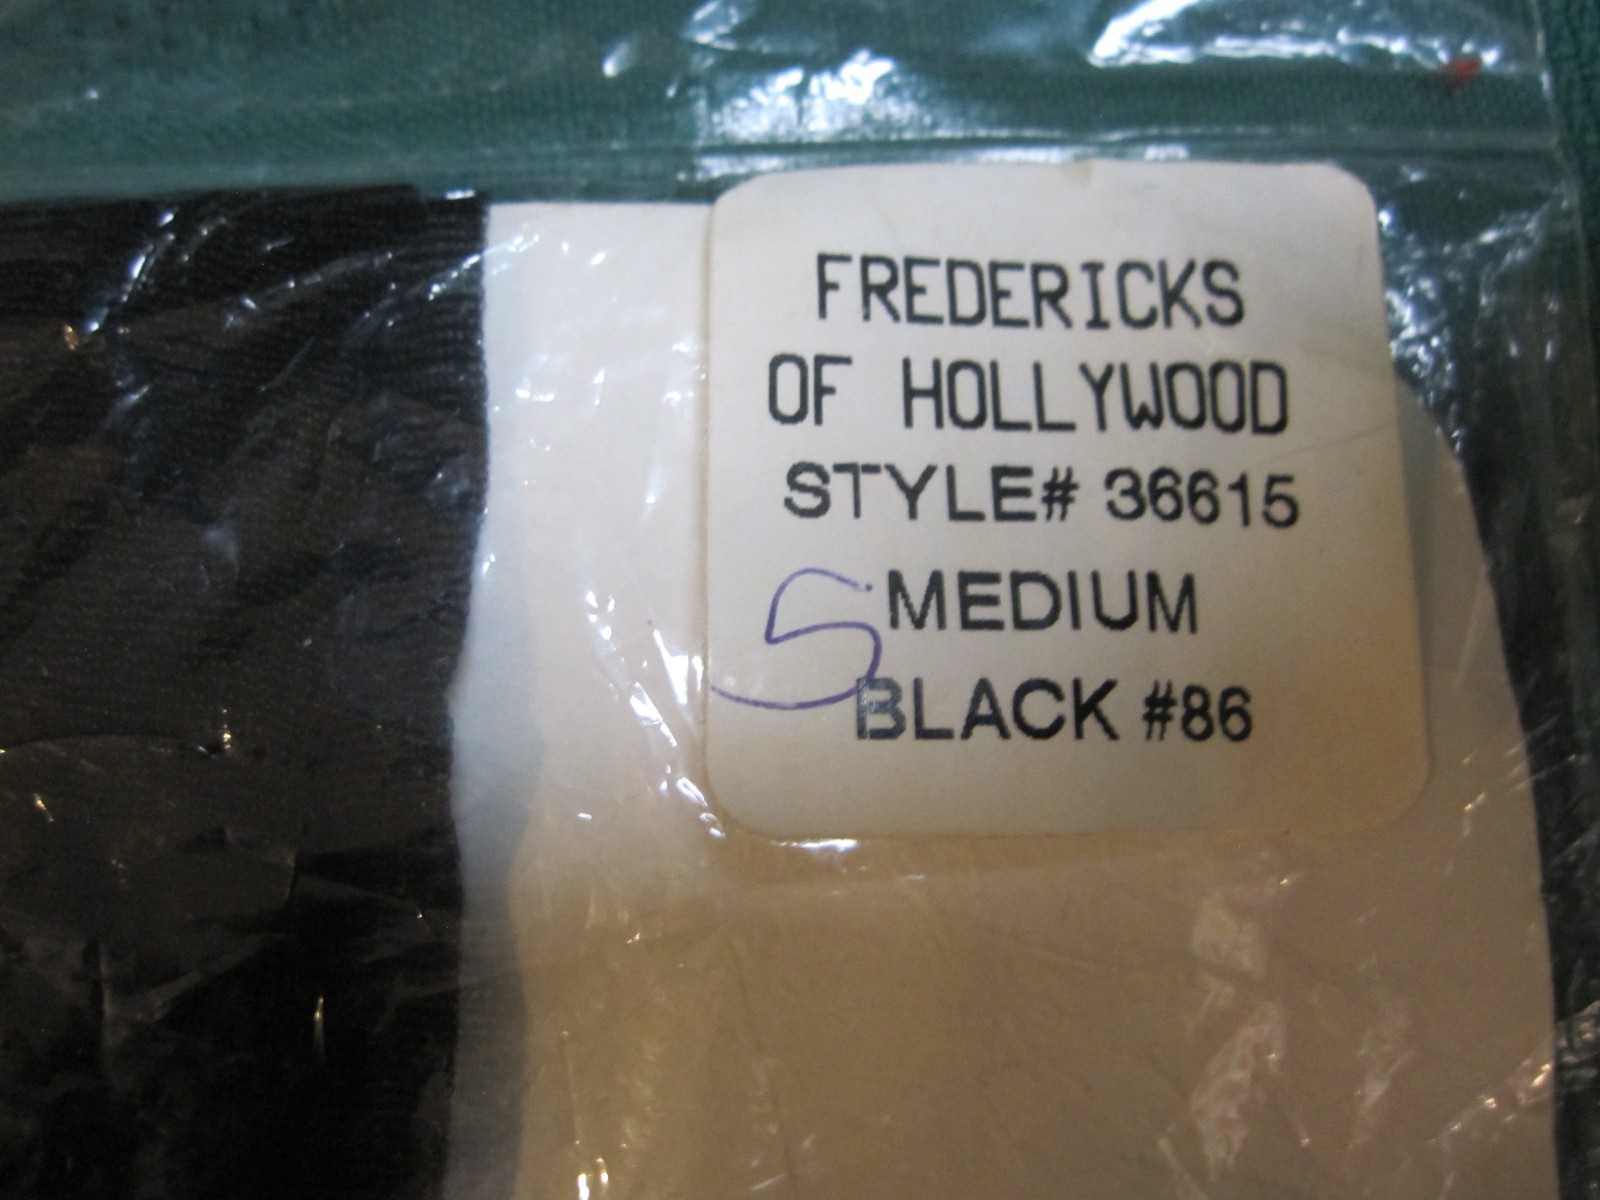 FREDERICKS
OF HOLLYWOOD
STYLE# 36615
5 MEDIUM
BLACK #86